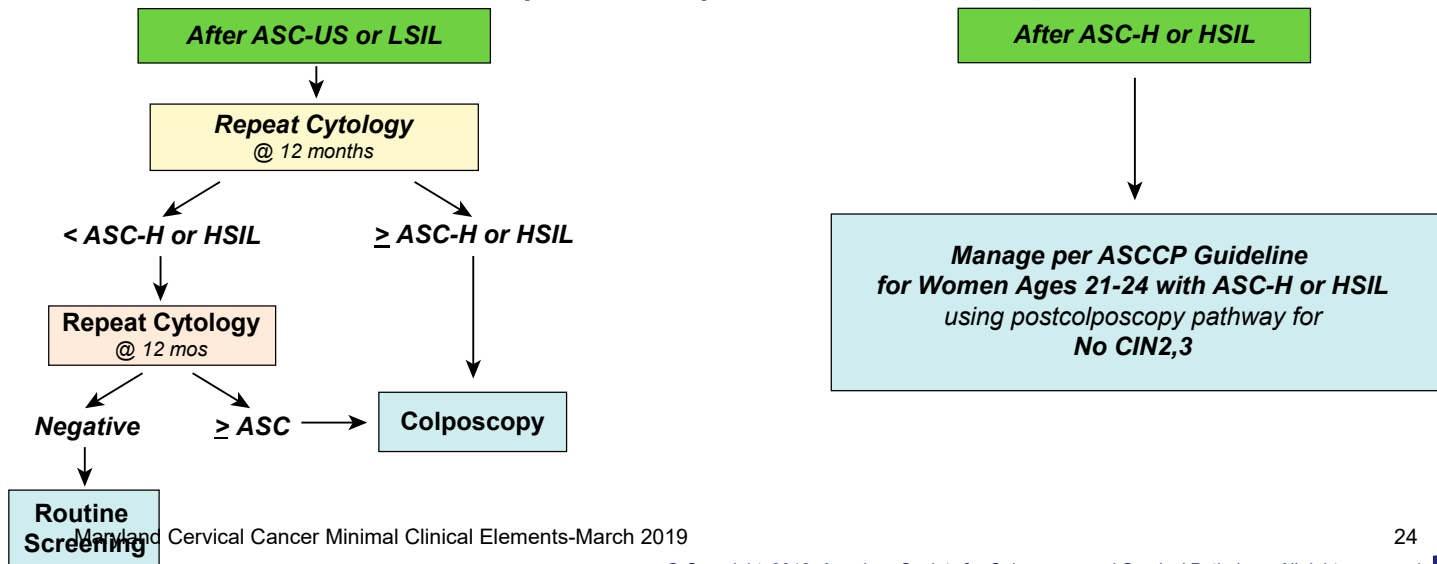 After ASC-US or LSIL
Repeat Cytology
@ 12 months
< ASC-H or HSIL
≥ ASC-H or HSIL
Repeat Cytology
@ 12 mos
Negative
≥ ASC
Colposcopy
Routine
Screening
After ASC-H or HSIL
Manage per ASCCP Guideline
for Women Ages 21-24 with ASC-H or HSIL
using postcolposcopy pathway for
No CIN2,3
Maryland Cervical Cancer Minimal Clinical Elements-March 2019
24